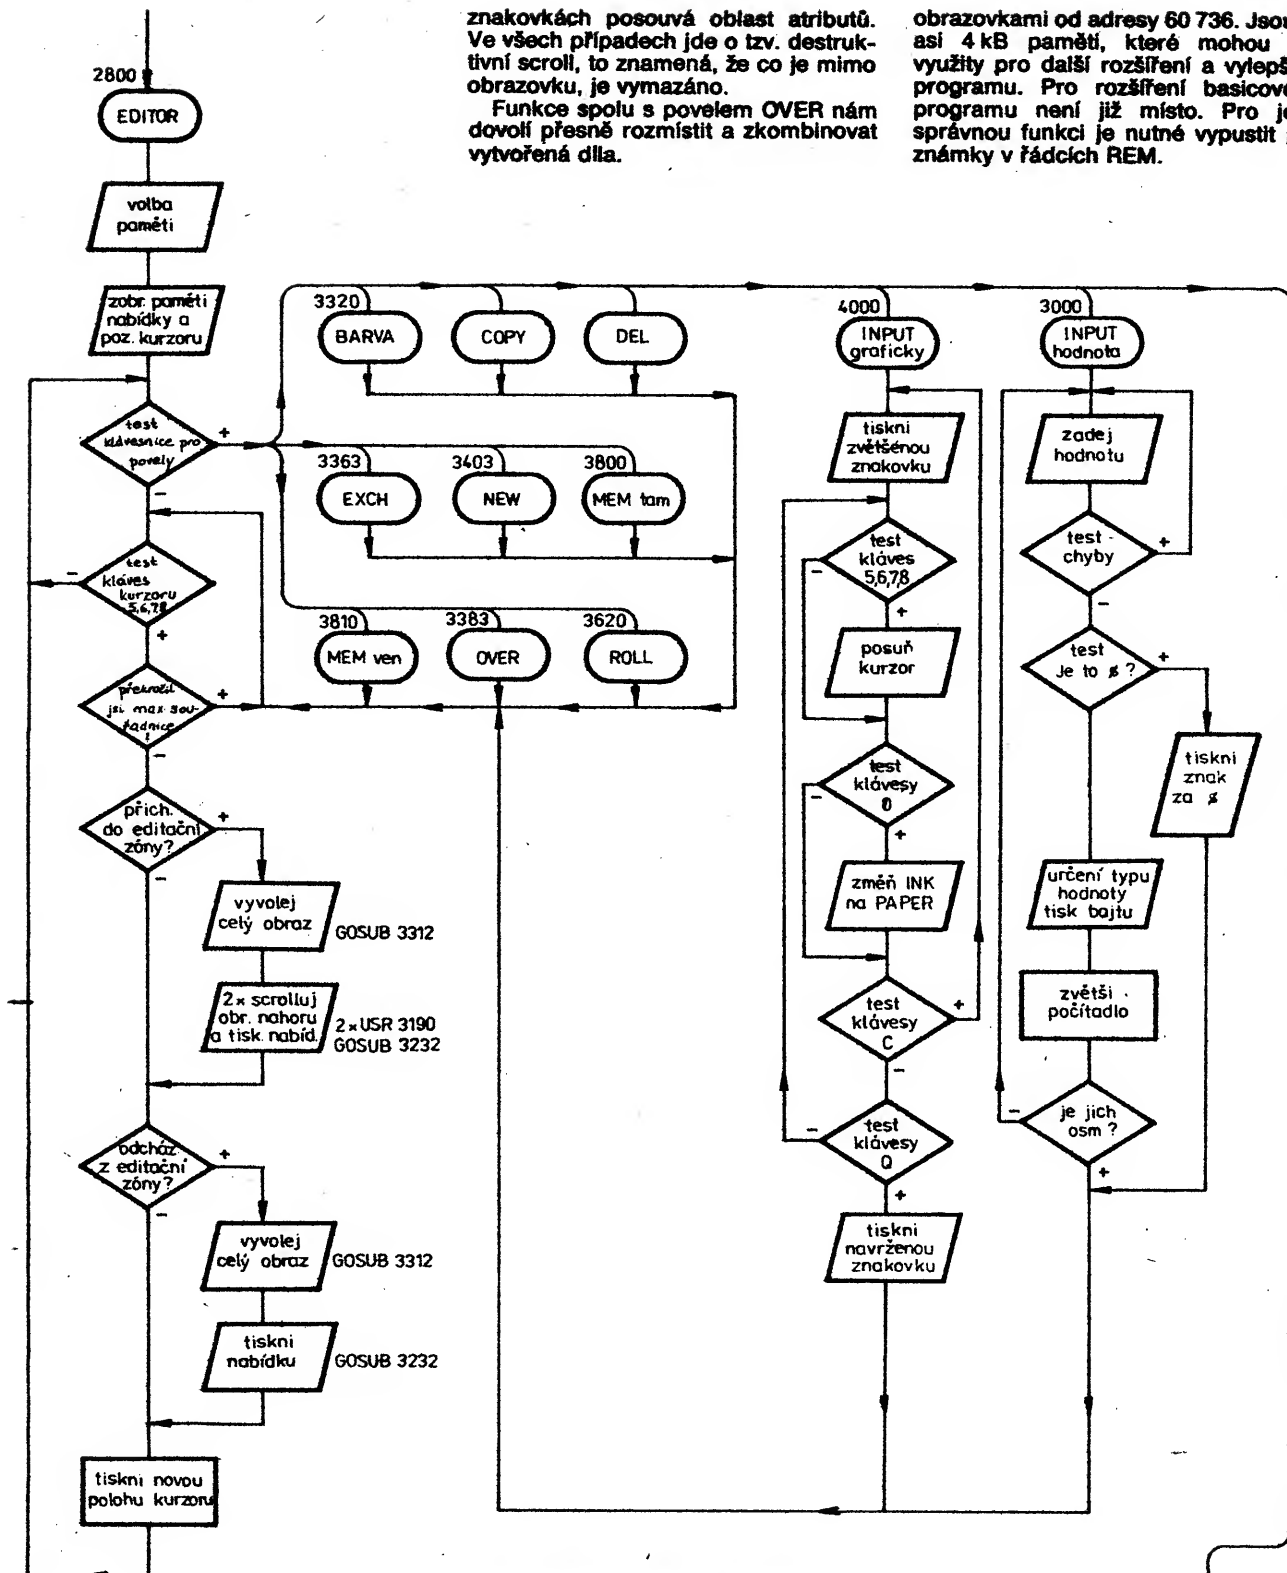 znakovkách posouvá oblast atributů.
Ve všech případech jde o tzv. destruk-
tivní scroll, to znamená, že co je mimo
obrazovku, je vymazáno.
Funkce spolu s povelem OVER nám
dovolí přesně rozmístit a zkombinovat
vytvořená díla.
obrazovkami od adresy 60 736. Jsou
asi 4 kB paměti, které mohou
využity pro další rozšíření a vylepš
programu. Pro rozšíření basicové
programu není již místo. Pro je
správnou funkci je nutné vypustit
známky v řádcích REM.
2800
EDITOR
volba
paměti
zobr. paměti
nabídky a
poz. kurzoru
test
klávesnice pro
povely
+
-
test
kláves
kurzoru
5,6,7,8
-
+
překročil
jsi max. sou-
řadnice
?
+
-
přích.
do editační
zóny?
+
-
vyvolej
celý obraz
GOSUB 3312
2× scrolluj
obr. nahoru
a tisk. nabíd.
2×USR 3190
GOSUB 3232
odcház.
z editační
zóny?
+
-
vyvolej
celý obraz
GOSUB 3312
tiskni
nabídku
GOSUB 3232
tiskni novou
polohu kurzoru
3320
BARVA
COPY
DEL
3363
EXCH
3403
NEW
3800
MEM tam
3810
MEM ven
3383
OVER
3620
ROLL
4000
INPUT
graficky
tiskni
zvětšenou
znakovku
test
kláves
5,6,7,8
-
+
posuň
kurzor
test
klávesy
0
-
+
změň INK
na PAPER
test
klávesy
C
+
-
test
klávesy
Q
-
+
tiskni
navrženou
znakovku
3000
INPUT
hodnota
zadej
hodnotu
test
chyby
+
-
test
je to $ ?
+
tiskni
znak
za $
určení typu
hodnoty
tisk bajtu
zvětši
počítadlo
je jich
osm ?
-
+